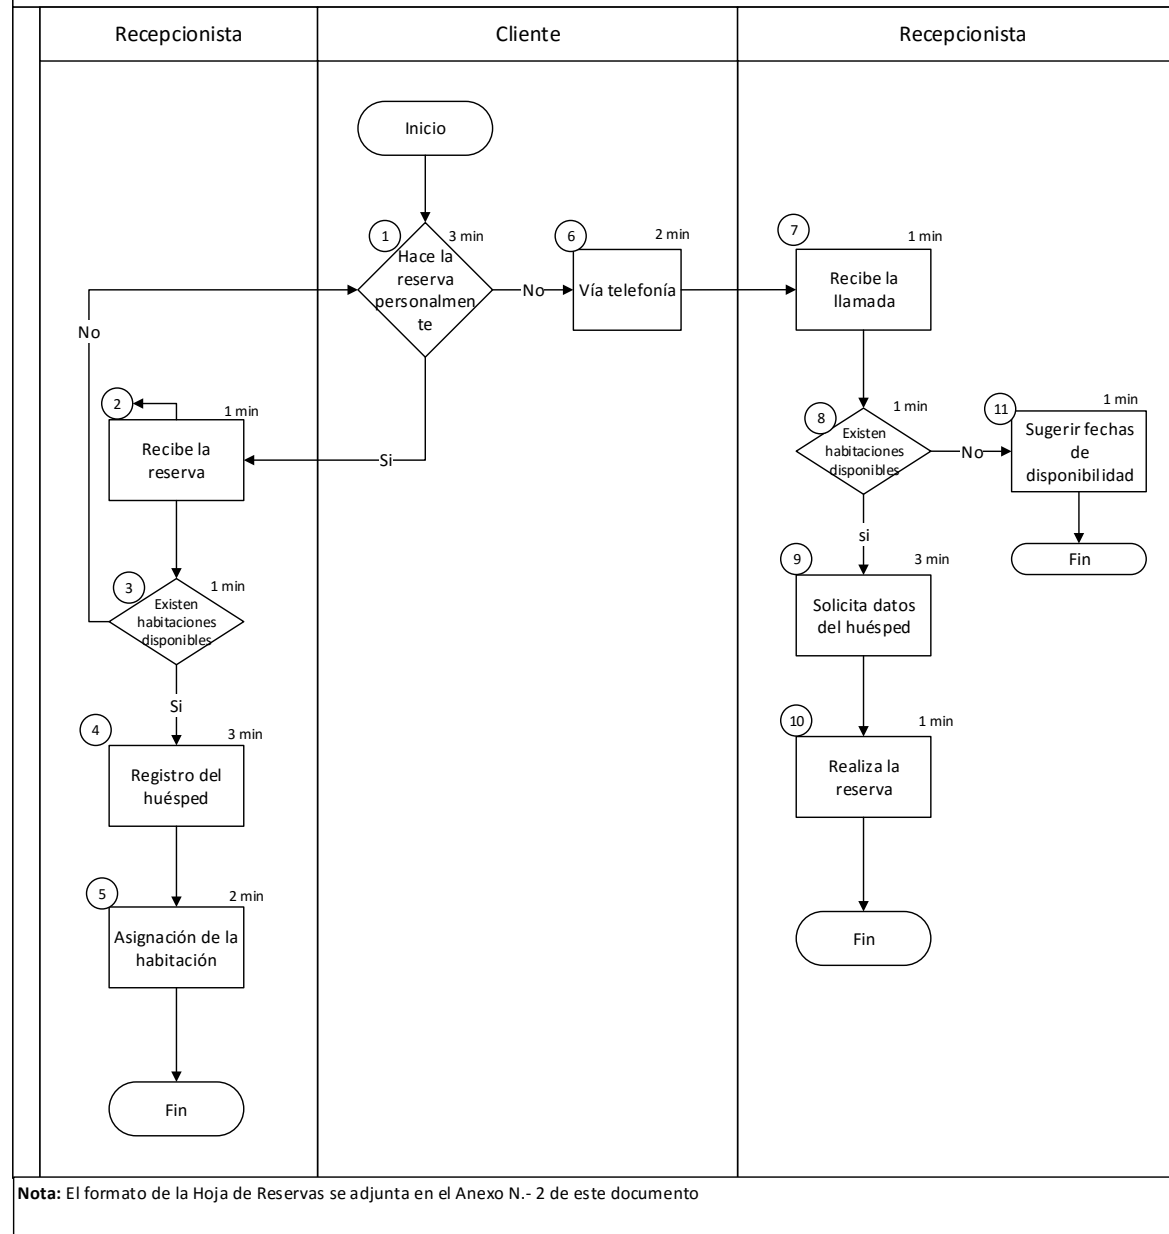 Recepcionista
Cliente
Recepcionista
Inicio
1
3 min
Hace la
reserva
personalme
nte
No
6
2 min
Vía telefonía
7
1 min
Recibe la
llamada
No
2
1 min
Recibe la
reserva
Si
8
1 min
Existen
habitaciones
disponibles
No
11
1 min
Sugerir fechas
de
disponibilidad
Fin
3
1 min
Existen
habitaciones
disponibles
si
9
3 min
Solicita datos
del huésped
Si
4
3 min
Registro del
huésped
10
1 min
Realiza la
reserva
5
2 min
Asignación de la
habitación
Fin
Fin
Nota: El formato de la Hoja de Reservas se adjunta en el Anexo N.- 2 de este documento